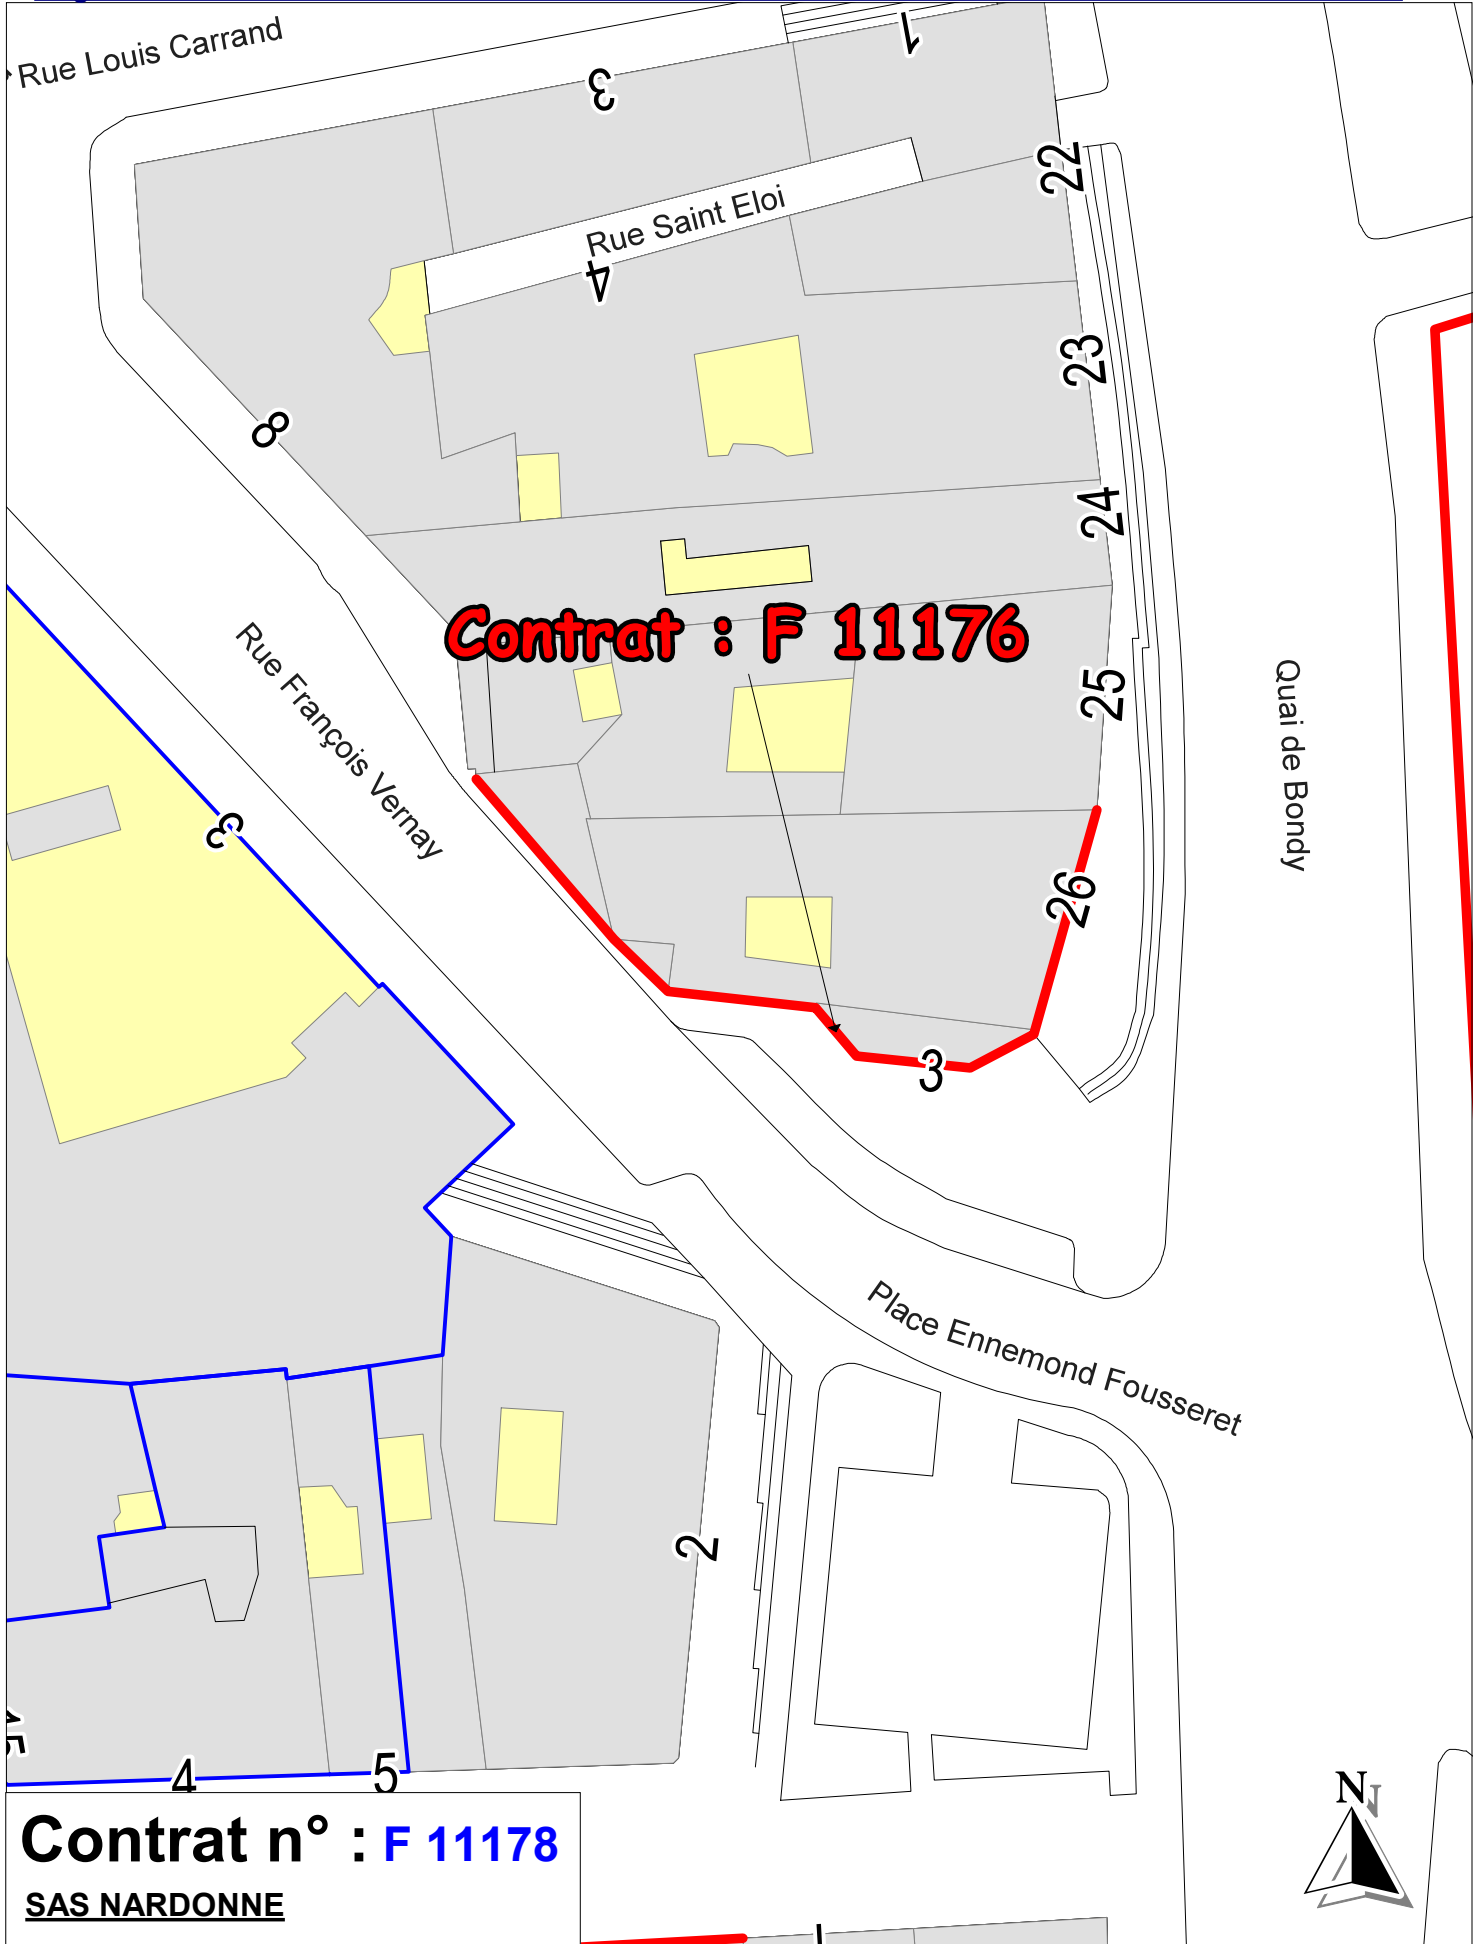 Rue Louis Carrand
1
3
22
Rue Saint Eloi
4
23
8
24
Contrat : F 11176
Rue François Vernay
25
Quai de Bondy
3
26
3
Place Ennemond Fousseret
2
15
4
5
N
Contrat n° : F 11178
SAS NARDONNE